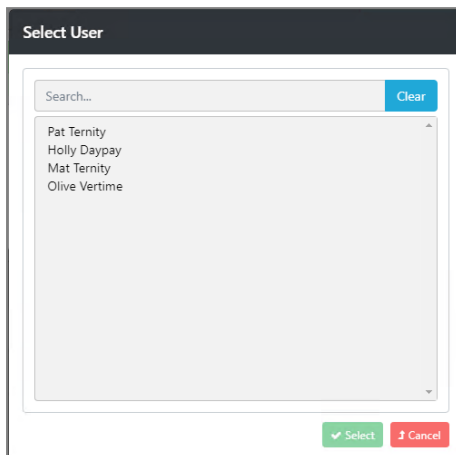 Select User
Search...
Clear
Pat Ternity
Holly Daypay
Mat Ternity
Olive Vertime
Select
Cancel